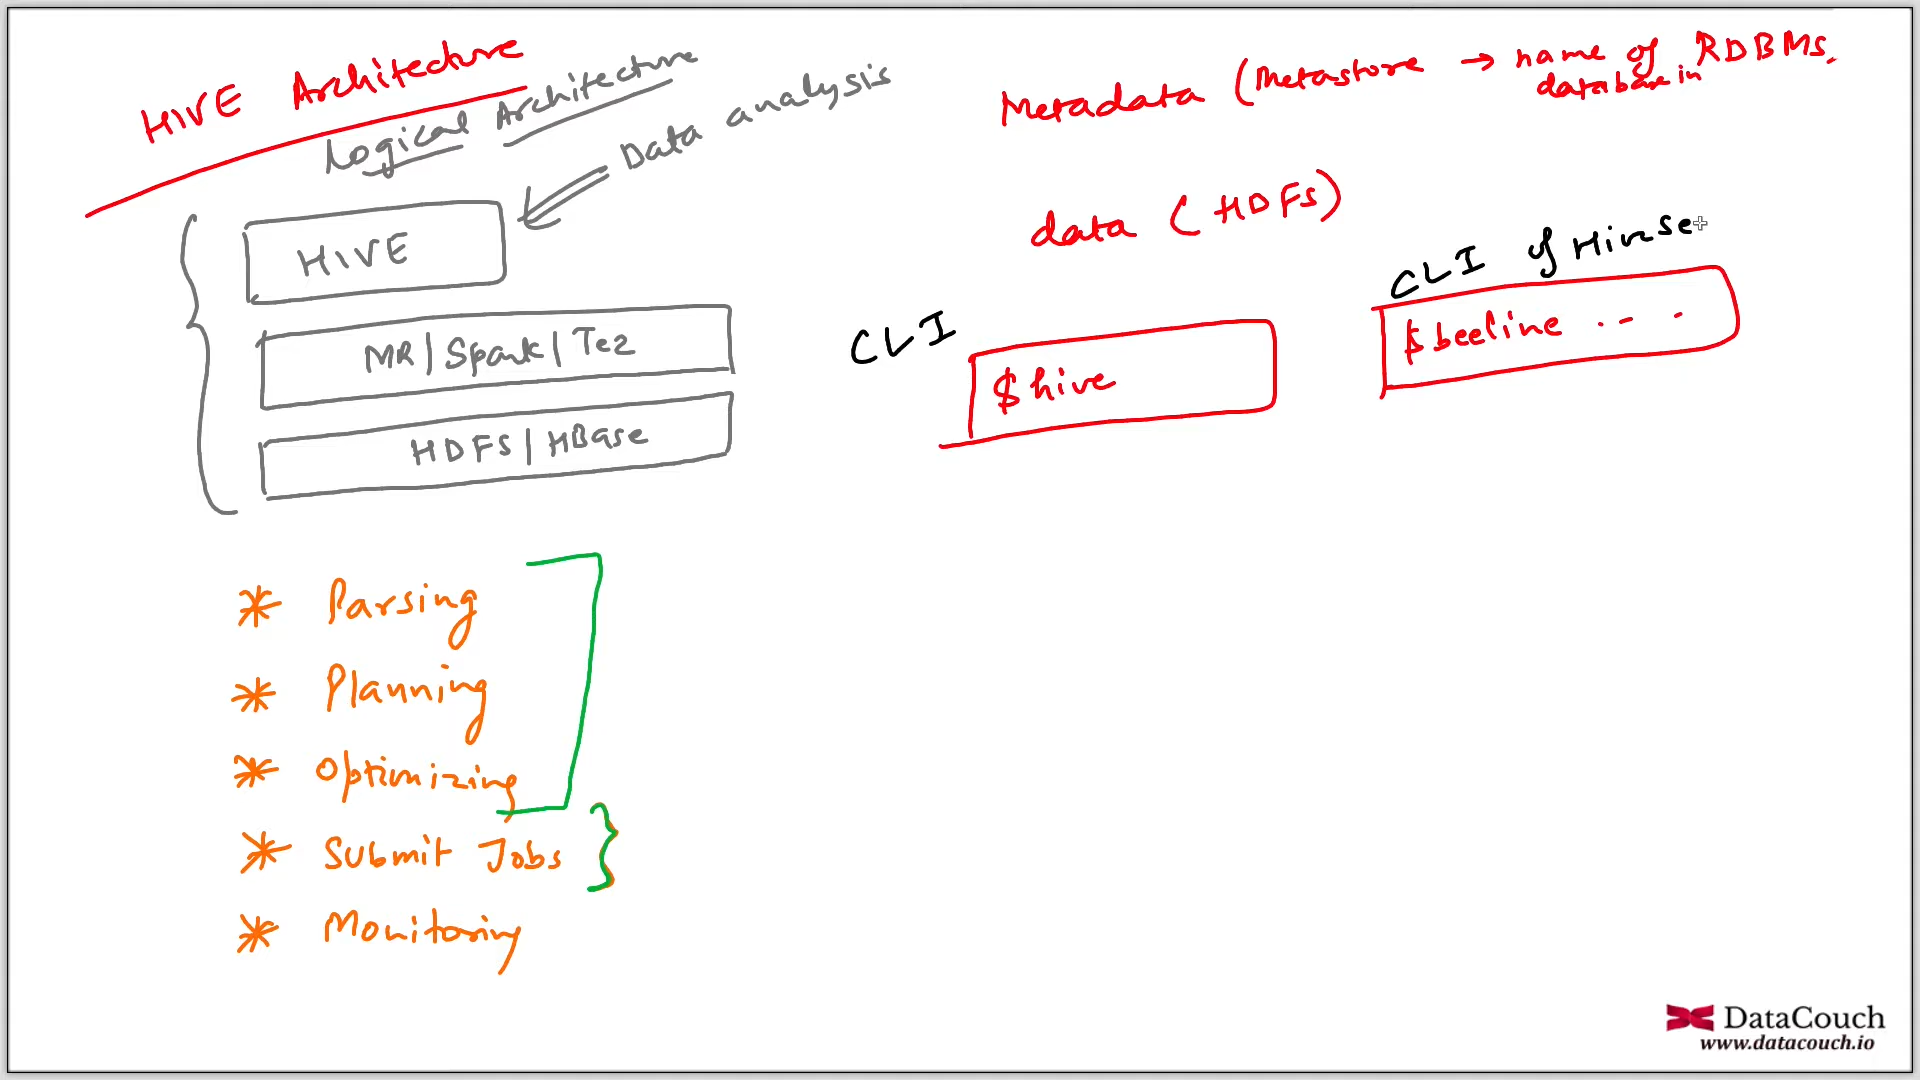 HIVE Architecture
Logical Architecture
Data analysis
HIVE
MR | Spark | Tez
HDFS | HBase
* Parsing
* Planning
* Optimizing
* Submit Jobs
* Monitoring
Metadata (Metastore → name of RDBMS.
database in
data (HDFS)
CLI
$ hive
CLI of HiveSe
$ beeline ...
DataCouch
www.datacouch.io